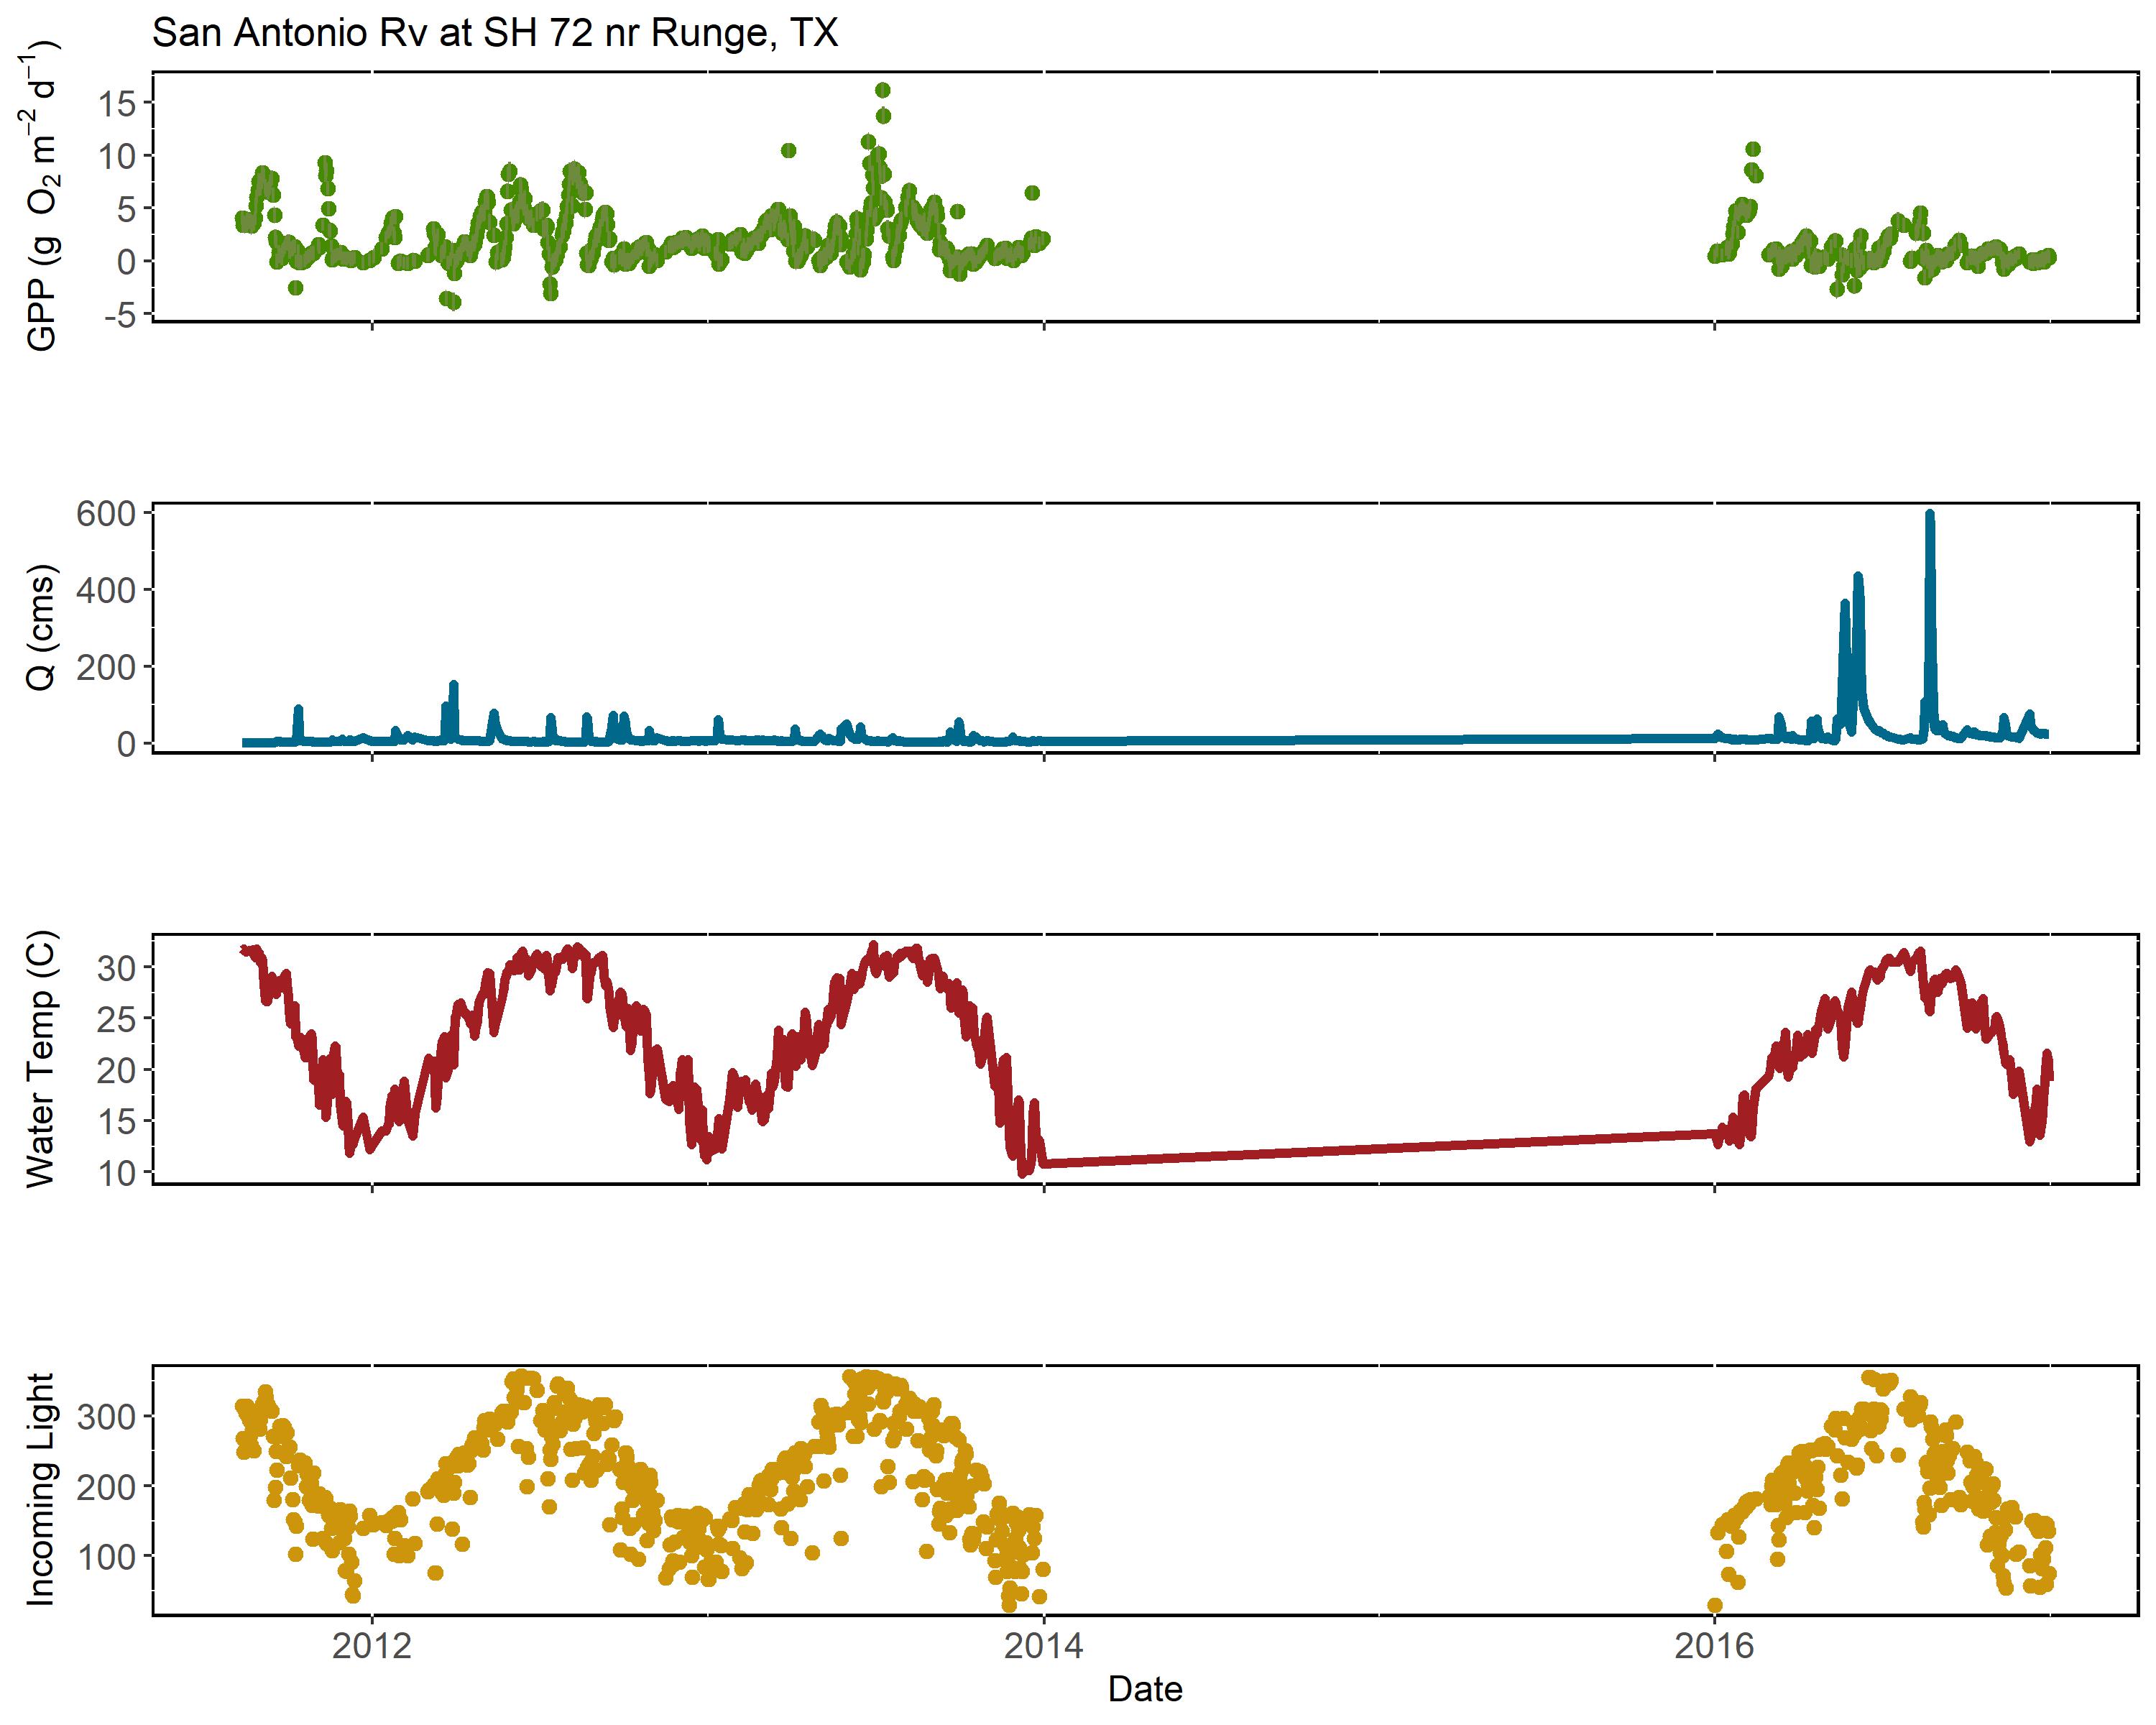 San Antonio Rv at SH 72 nr Runge, TX
GPP (g O₂ m⁻² d⁻¹)
15
10
5
0
-5
Q (cms)
600
400
200
0
Water Temp (C)
30
25
20
15
10
Incoming Light
300
200
100
2012 2014 2016
Date